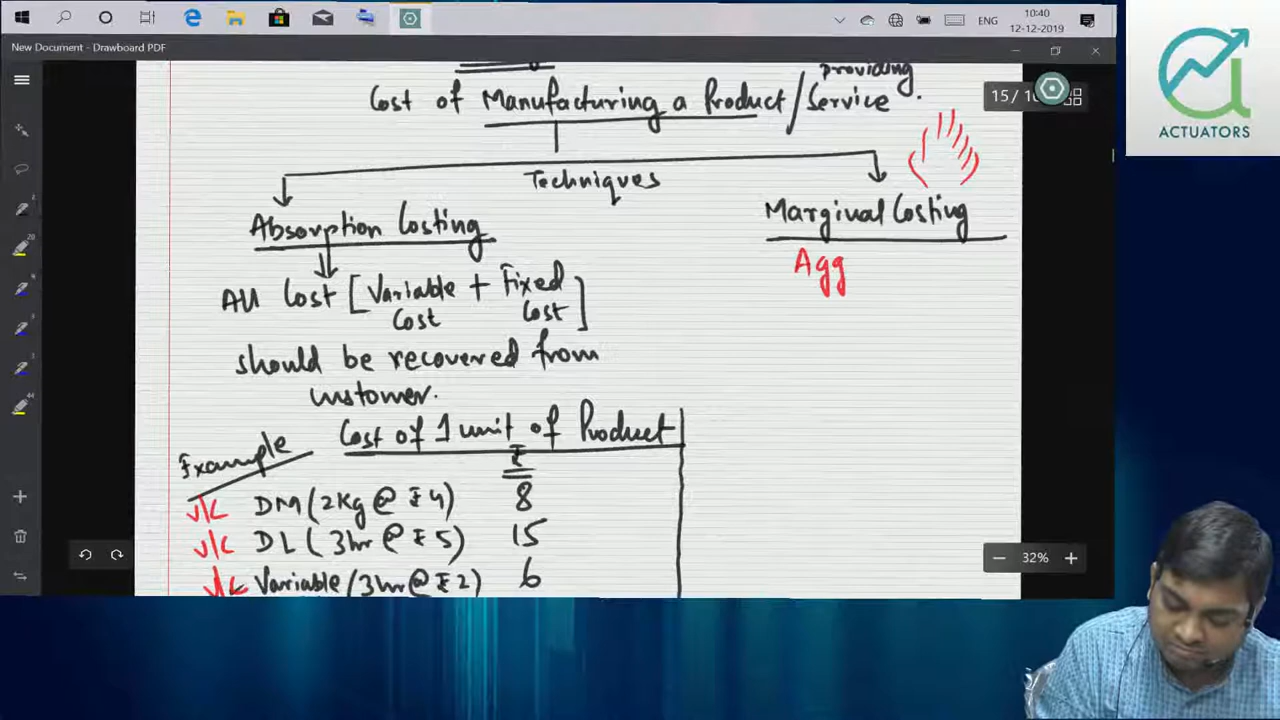 10:40
ENG
12-12-2019
New Document - Drawboard PDF
ACTUATORS
providing
Cost of Manufacturing a Product / Service.
15 / 1
Techniques
Absorption Costing
Marginal Costing
Agg
All Cost [Variable Cost + Fixed Cost]
should be recovered from
customer.
Cost of 1 unit of Product
Example
₹
V/C DM (2Kg @ ₹4) 8
V/C DL (3hr @ ₹5) 15
V/C Variable (3hr @ ₹2) 6
32%